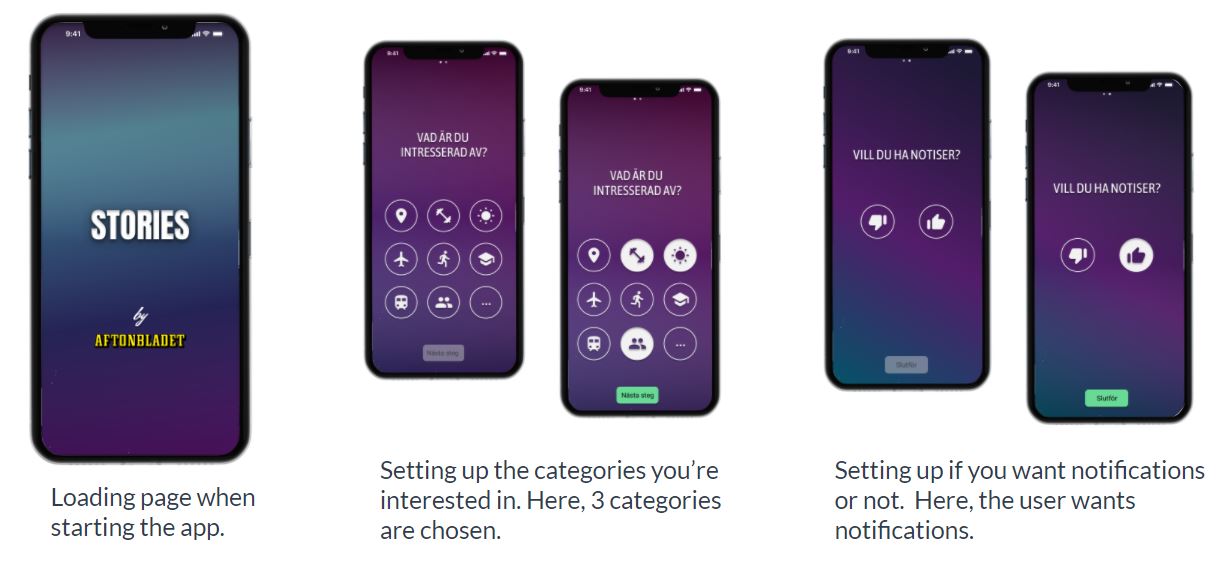 9:41
STORIES
by
AFTONBLADET
Loading page when
starting the app.
9:41
VAD ÄR DU
INTRESSERAD AV?
...
Nästa steg
9:41
VAD ÄR DU
INTRESSERAD AV?
...
Nästa steg
Setting up the categories you’re
interested in. Here, 3 categories
are chosen.
9:41
VILL DU HA NOTISER?
Slutför
9:41
VILL DU HA NOTISER?
Slutför
Setting up if you want notifications
or not.  Here, the user wants
notifications.